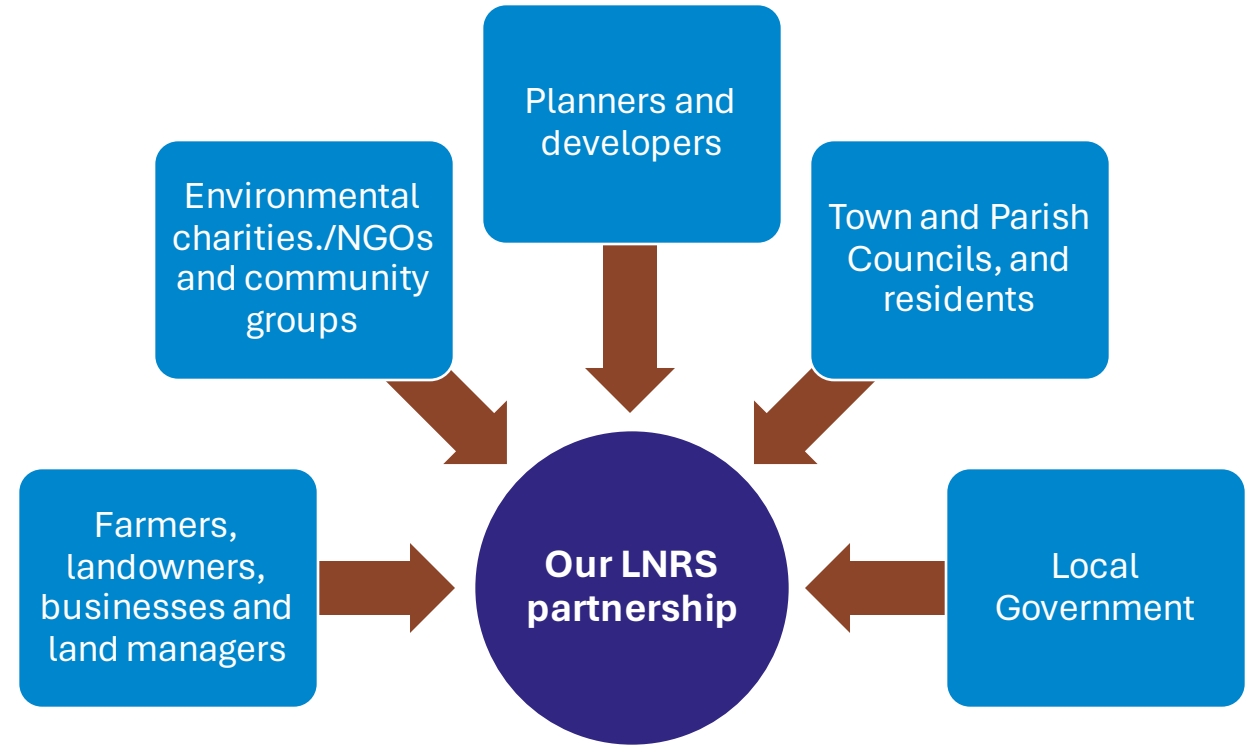 Planners and
developers
Environmental
charities./NGOs
and community
groups
Town and Parish
Councils, and
residents
Farmers,
landowners,
businesses and
land managers
Our LNRS
partnership
Local
Government